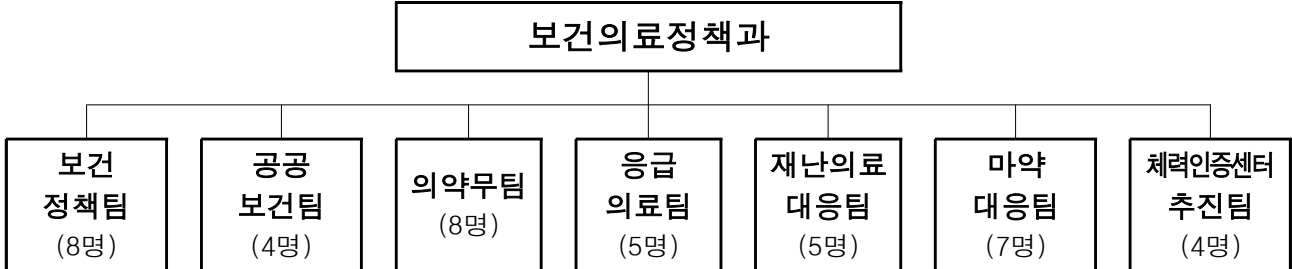 보건의료정책과
보건
정책팀
(8명)
공공
보건팀
(4명)
의약무팀
(8명)
응급
의료팀
(5명)
재난의료
대응팀
(5명)
마약
대응팀
(7명)
체력인증센터
추진팀
(4명)